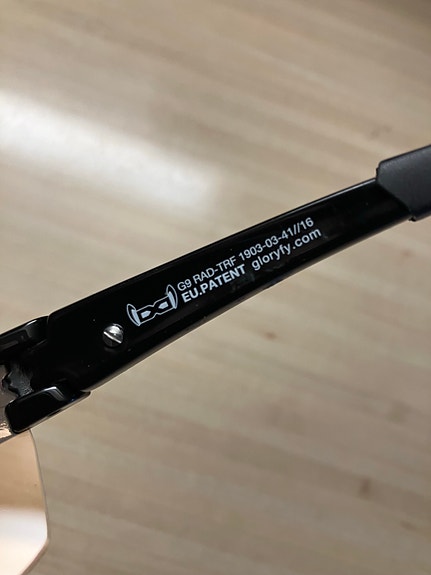 G9 RAD-TRF 1903-03-41//16
EU.PATENT gloryfy.com